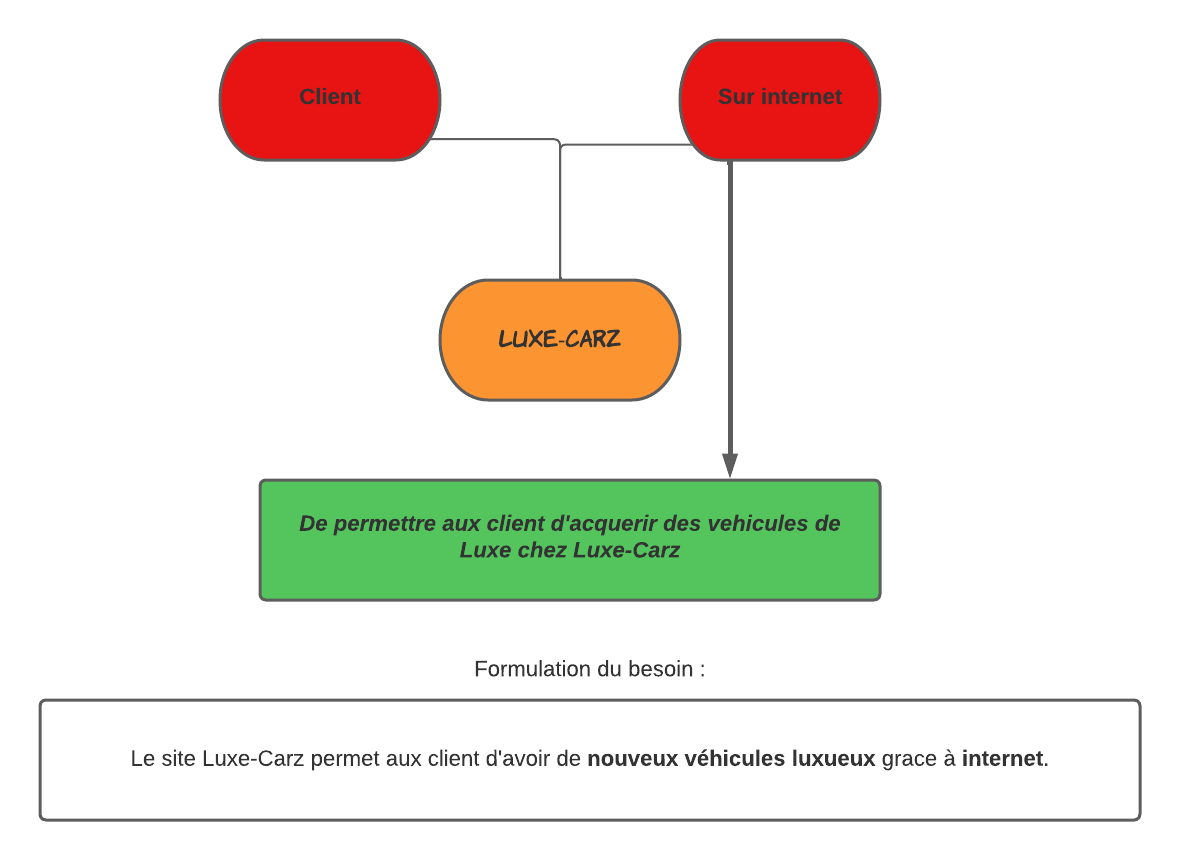 Client
Sur internet
LUXE-CARZ
De permettre aux client d'acquerir des vehicules de
Luxe chez Luxe-Carz
Formulation du besoin :
Le site Luxe-Carz permet aux client d'avoir de nouveux véhicules luxueux grace à internet.